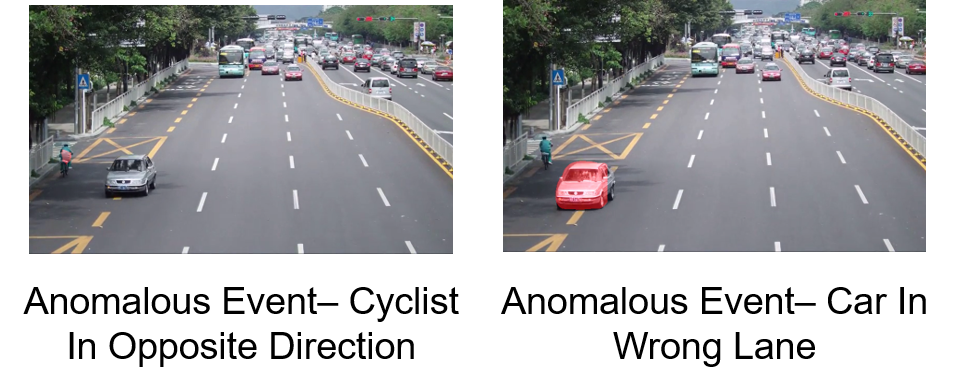 Anomalous Event– Cyclist
In Opposite Direction
Anomalous Event– Car In
Wrong Lane